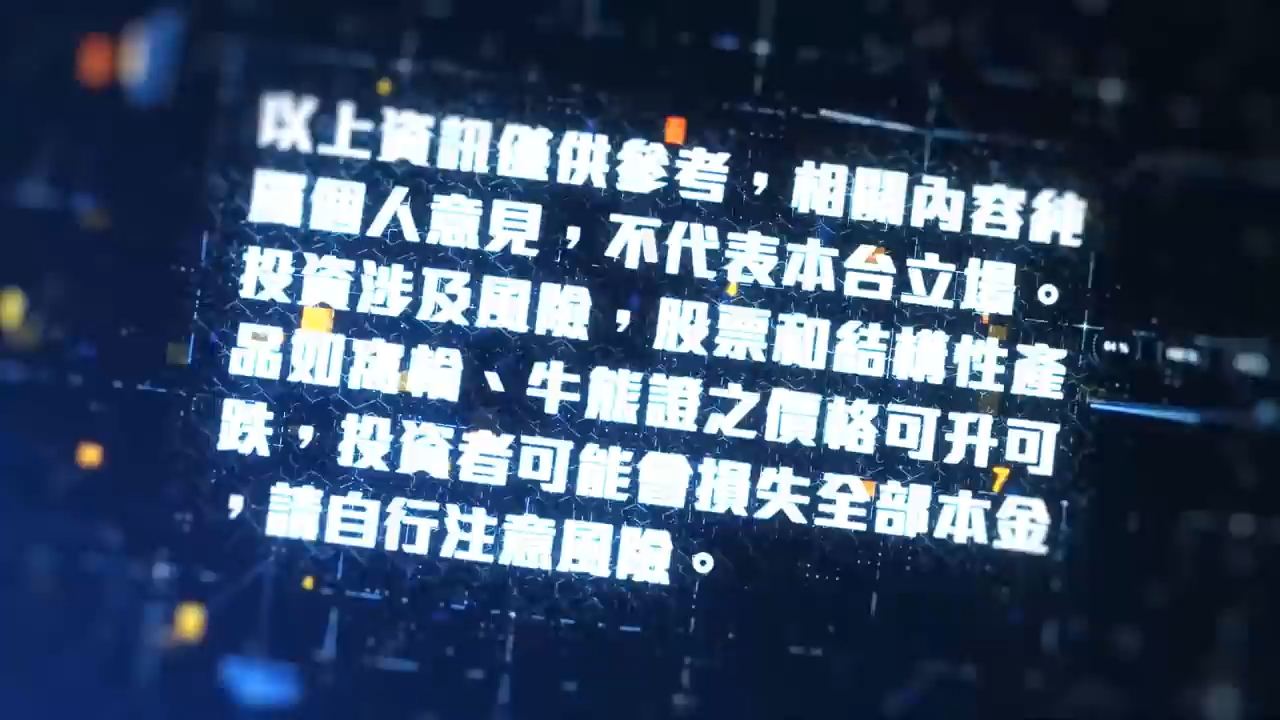 以上資訊僅供參考，相關內容純
屬個人意見，不代表本台立場。
投資涉及風險，股票和結構性產
品如窩輪、牛熊證之價格可升可
跌，投資者可能會損失全部本金
，請自行注意風險。